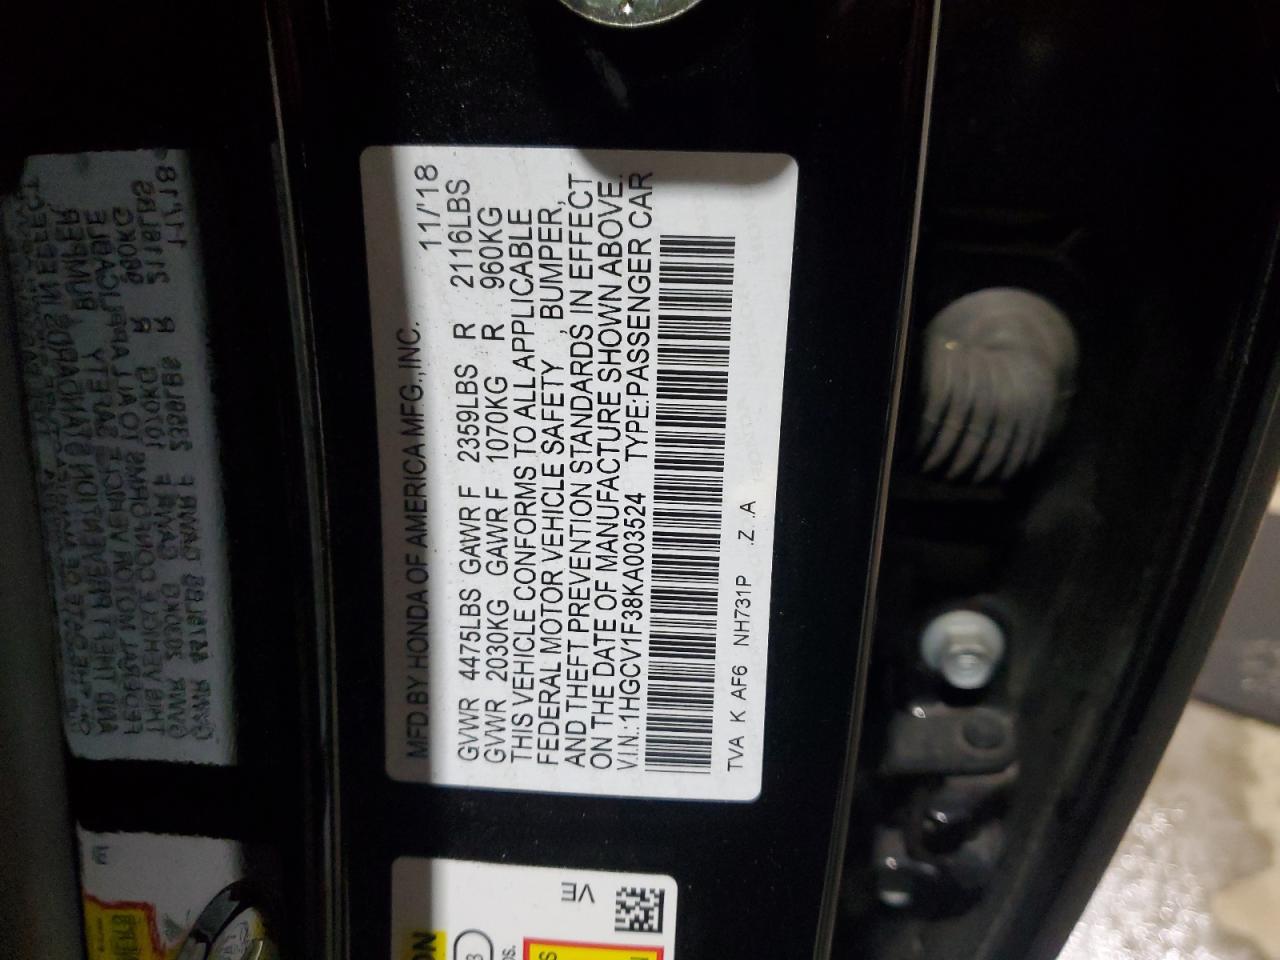 MFD BY HONDA OF AMERICA MFG.,INC. 11/'18
GVWR 4475LBS GAWR F 2359LBS R 2116LBS
GVWR 2030KG GAWR F 1070KG R 960KG
THIS VEHICLE CONFORMS TO ALL APPLICABLE
FEDERAL MOTOR VEHICLE SAFETY, BUMPER,
AND THEFT PREVENTION STANDARDS IN EFFECT
ON THE DATE OF MANUFACTURE SHOWN ABOVE.
V.I.N.:1HGCV1F38KA003524 TYPE:PASSENGER CAR
TVA K AF6 NH731P .Z .A
VE